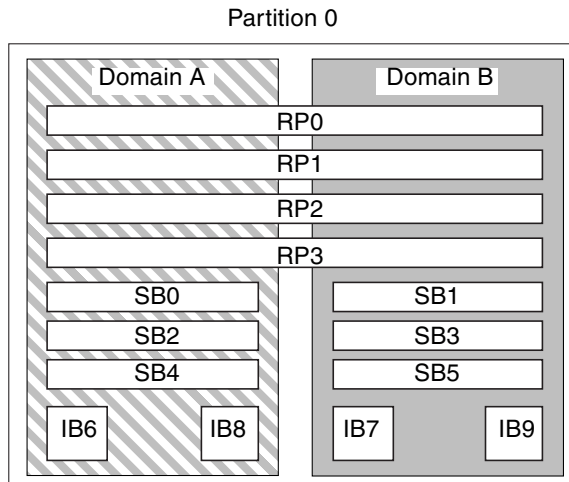 Partition 0
Domain A
Domain B
RP0
RP1
RP2
RP3
SB0
SB1
SB2
SB3
SB4
SB5
IB6
IB8
IB7
IB9